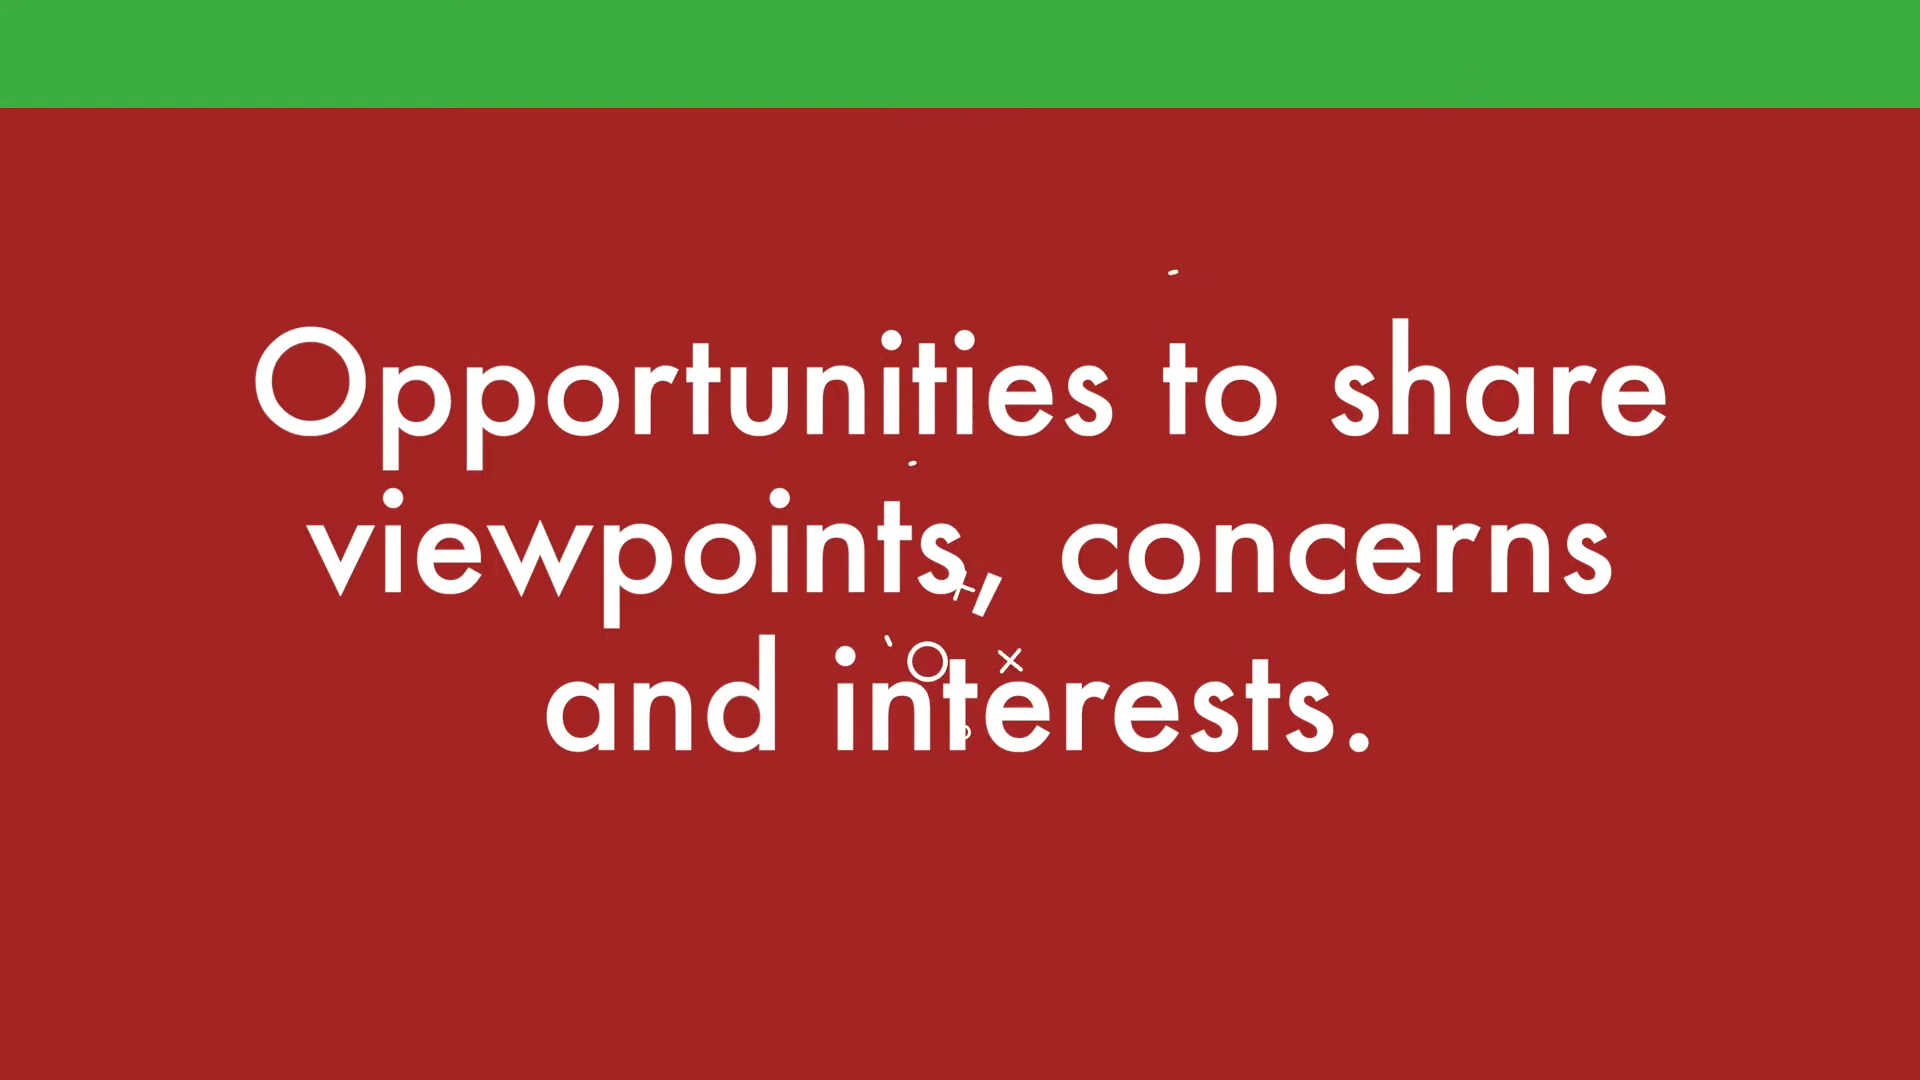 Opportunities to share
viewpoints, concerns
and interests.